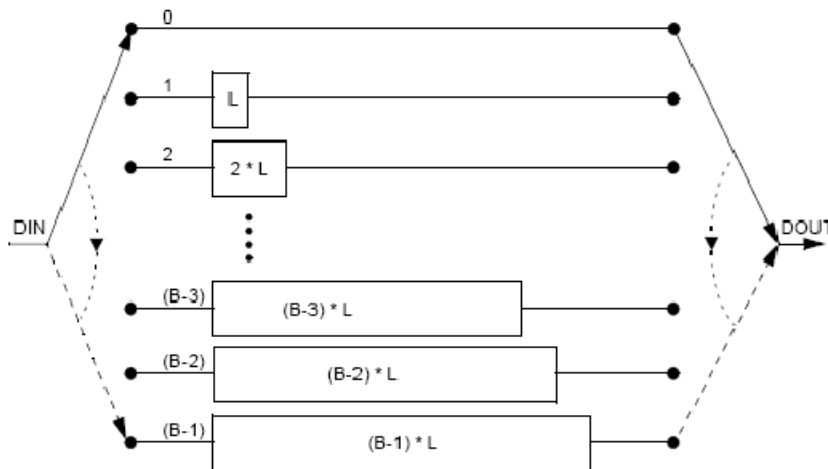 0
1
L
2
2 * L
DIN
DOUT
(B-3)
(B-3) * L
(B-2)
(B-2) * L
(B-1)
(B-1) * L